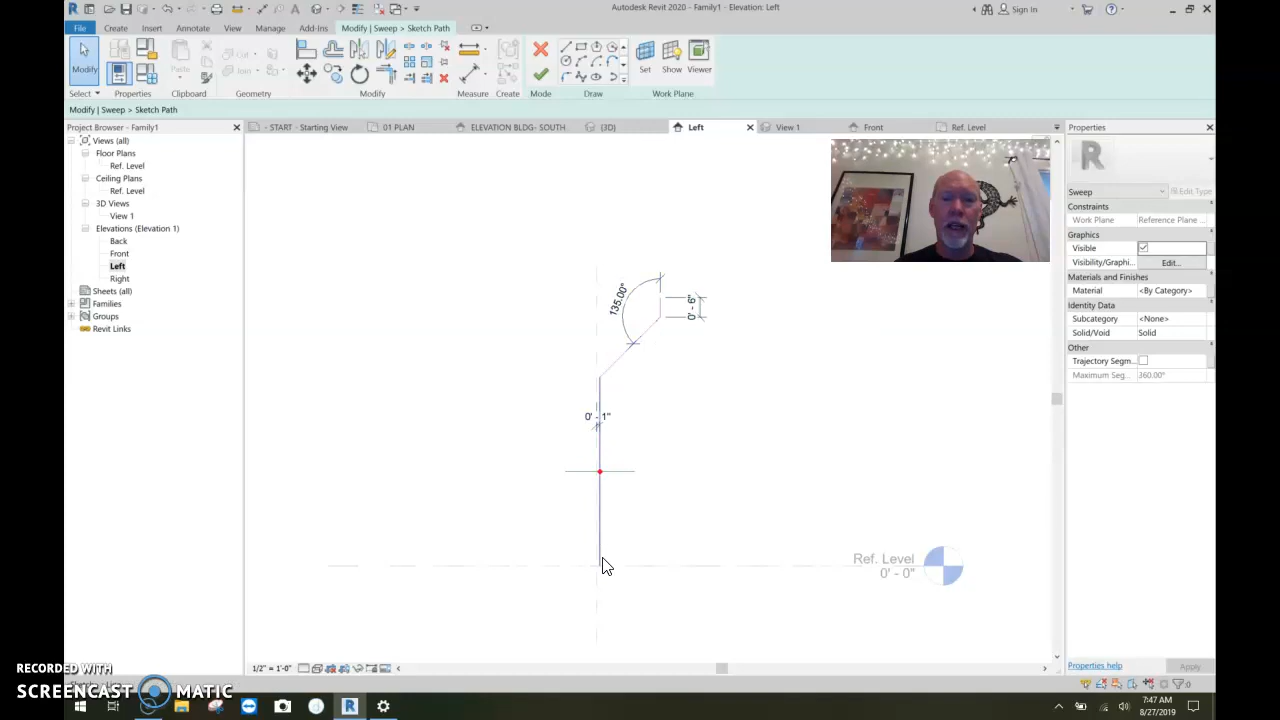 Autodesk Revit 2020 - Family1 - Elevation: Left
Sign In
File Create Insert Annotate View Manage Add-Ins Modify | Sweep > Sketch Path
Modify
Paste
Cut
Join
Set Show Viewer
Select Properties Clipboard Geometry Modify Measure Create Mode Draw Work Plane
Modify | Sweep > Sketch Path
Project Browser - Family1
- START - Starting View 01 PLAN ELEVATION BLDG- SOUTH (3D) Left View 1 Front Ref. Level
Views (all)
Floor Plans
Ref. Level
Ceiling Plans
Ref. Level
3D Views
View 1
Elevations (Elevation 1)
Back
Front
Left
Right
Sheets (all)
Families
Groups
Revit Links
135.00°
0' - 6"
0' - 1"
Ref. Level
0' - 0"
Properties
R
Sweep Edit Type
Constraints
Work Plane Reference Plane ...
Graphics
Visible
Visibility/Graphi... Edit...
Materials and Finishes
Material <By Category>
Identity Data
Subcategory <None>
Solid/Void Solid
Other
Trajectory Segm...
Maximum Seg... 360.00°
Properties help Apply
1/2" = 1'-0"
:0
RECORDED WITH
SCREENCAST MATIC
7:47 AM
8/27/2019